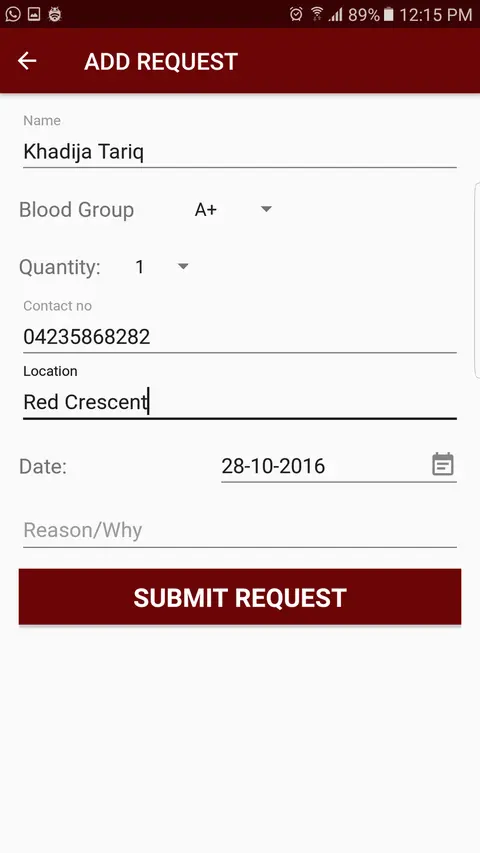 89% 12:15 PM
ADD REQUEST
Name
Khadija Tariq
Blood Group A+
Quantity: 1
Contact no
04235868282
Location
Red Crescent
Date: 28-10-2016
Reason/Why
SUBMIT REQUEST